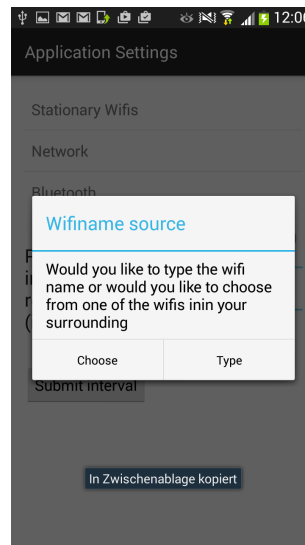 12:06
Application Settings
Stationary Wifis
Network
Bluetooth
Wifiname source
Would you like to type the wifi
name or would you like to choose
from one of the wifis inin your
surrounding
Choose Type
Submit interval
In Zwischenablage kopiert